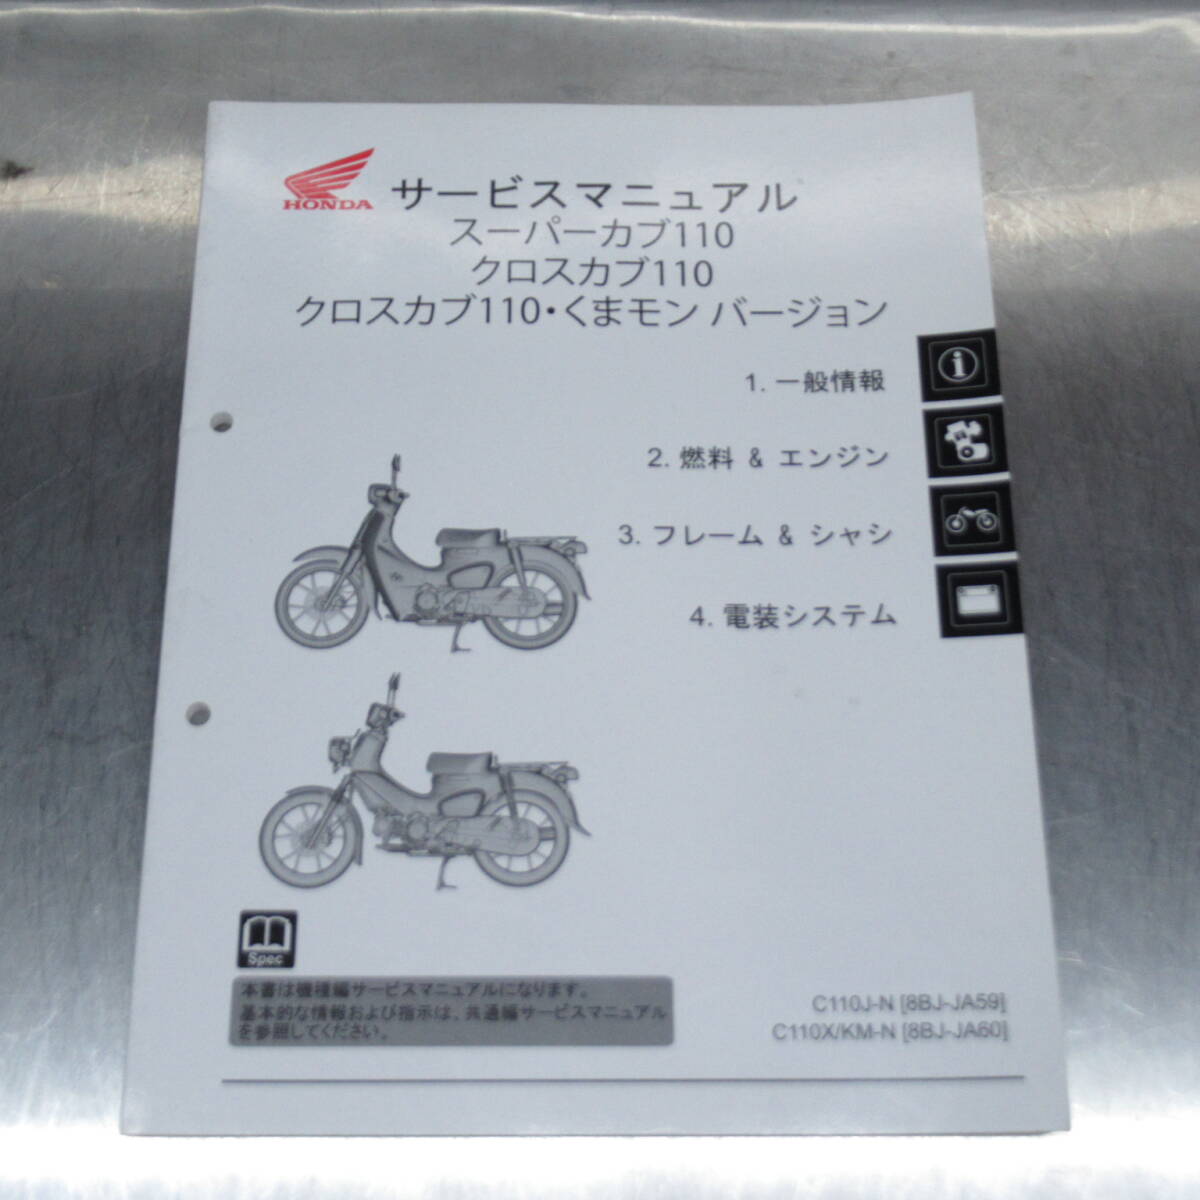 HONDA サービスマニュアル
スーパーカブ110
クロスカブ110
クロスカブ110・くまモン バージョン
1. 一般情報
2. 燃料 & エンジン
3. フレーム & シャシ
4. 電装システム
Spec
本書は機種編サービスマニュアルになります。
基本的な情報および指示は、共通編サービスマニュアル
を参照してください。
C110J-N [8BJ-JA59]
C110X/KM-N [8BJ-JA60]